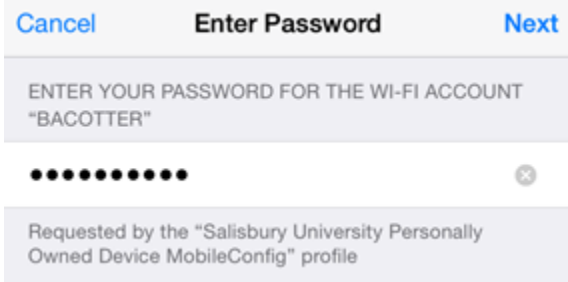 Cancel Enter Password Next
ENTER YOUR PASSWORD FOR THE WI-FI ACCOUNT
“BACOTTER”
●●●●●●●●●●
Requested by the “Salisbury University Personally
Owned Device MobileConfig” profile